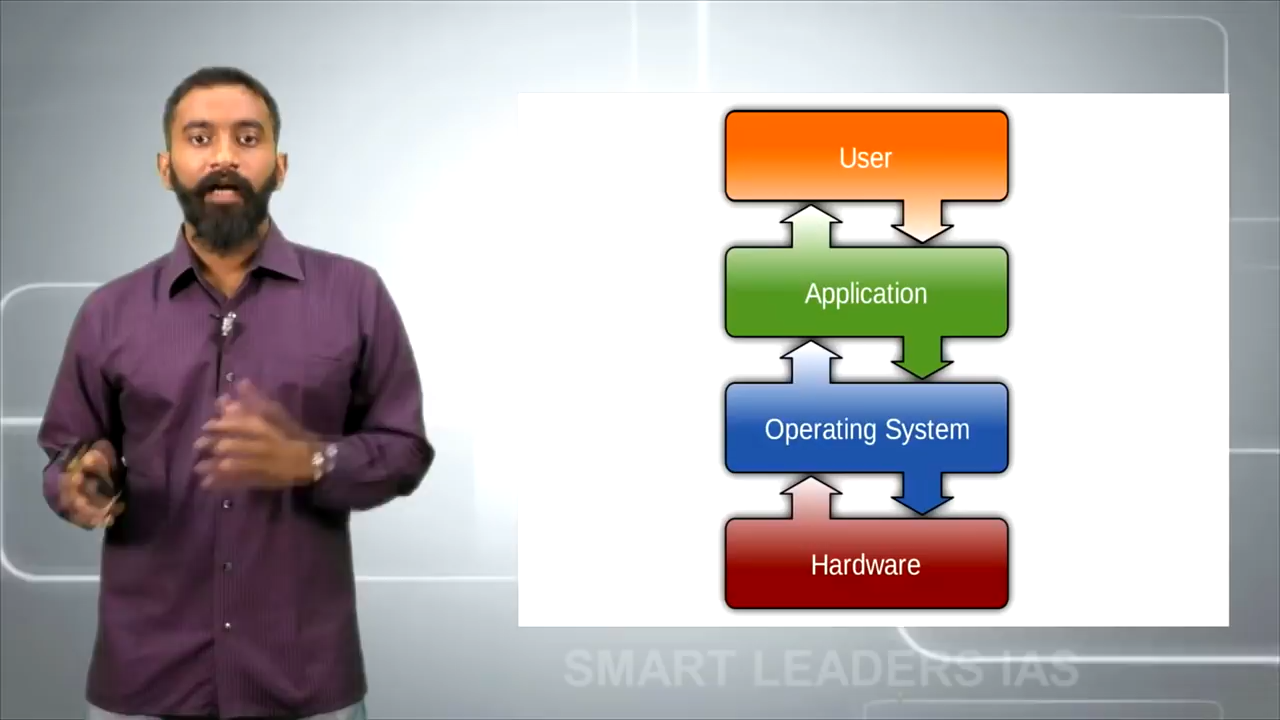 User
Application
Operating System
Hardware
SMART LEADERS IAS